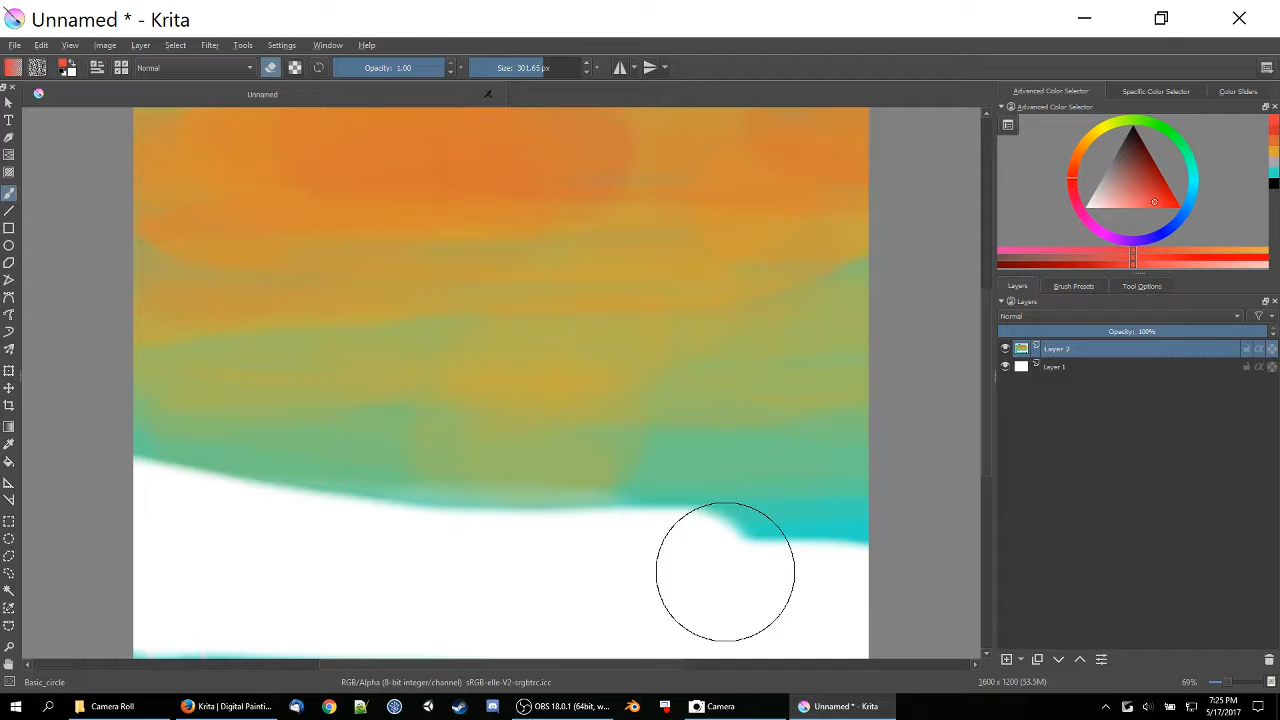 Unnamed * - Krita
File Edit View Image Layer Select Filter Tools Settings Window Help
Normal Opacity: 1.00 Size: 301.65 px
Unnamed
Advanced Color Selector Specific Color Selector Color Sliders
Advanced Color Selector
Layers Brush Presets Tool Options
Layers
Normal
Opacity: 100%
Layer 2
Layer 1
Basic_circle RGB/Alpha (8-bit integer/channel) sRGB-elle-V2-srgbtrc.icc 1600 x 1200 (53.5M) 69%
Camera Roll Krita | Digital Painti... OBS 18.0.1 (64bit, w... Camera Unnamed * - Krita 7:25 PM
5/17/2017